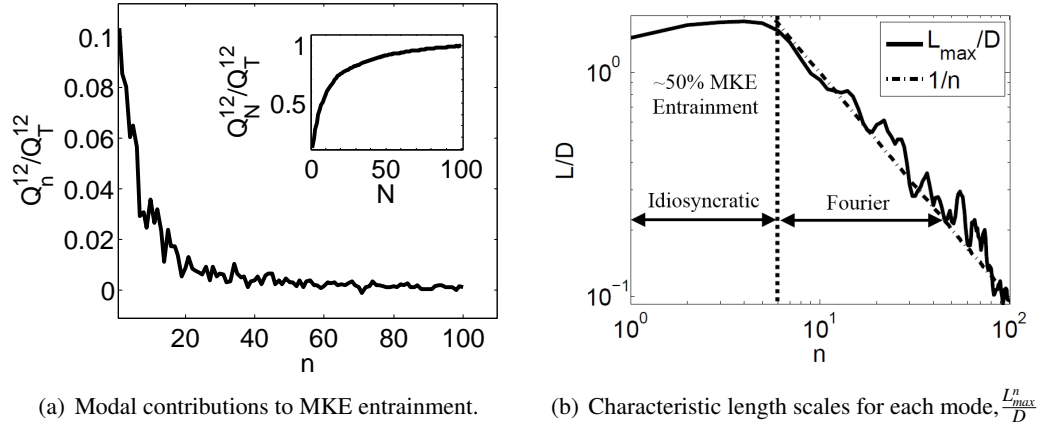 0.1
0.08
0.06
0.04
0.02
0
20
40
60
80
100
n
Q_n^{12}/Q_T^{12}
1
0.5
0
50
100
N
Q_N^{12}/Q_T^{12}
(a) Modal contributions to MKE entrainment.
L_max/D
1/n
~50% MKE
Entrainment
Idiosyncratic
Fourier
10^0
10^{-1}
10^0
10^1
10^2
n
L/D
(b) Characteristic length scales for each mode, \frac{L_{max}^n}{D}